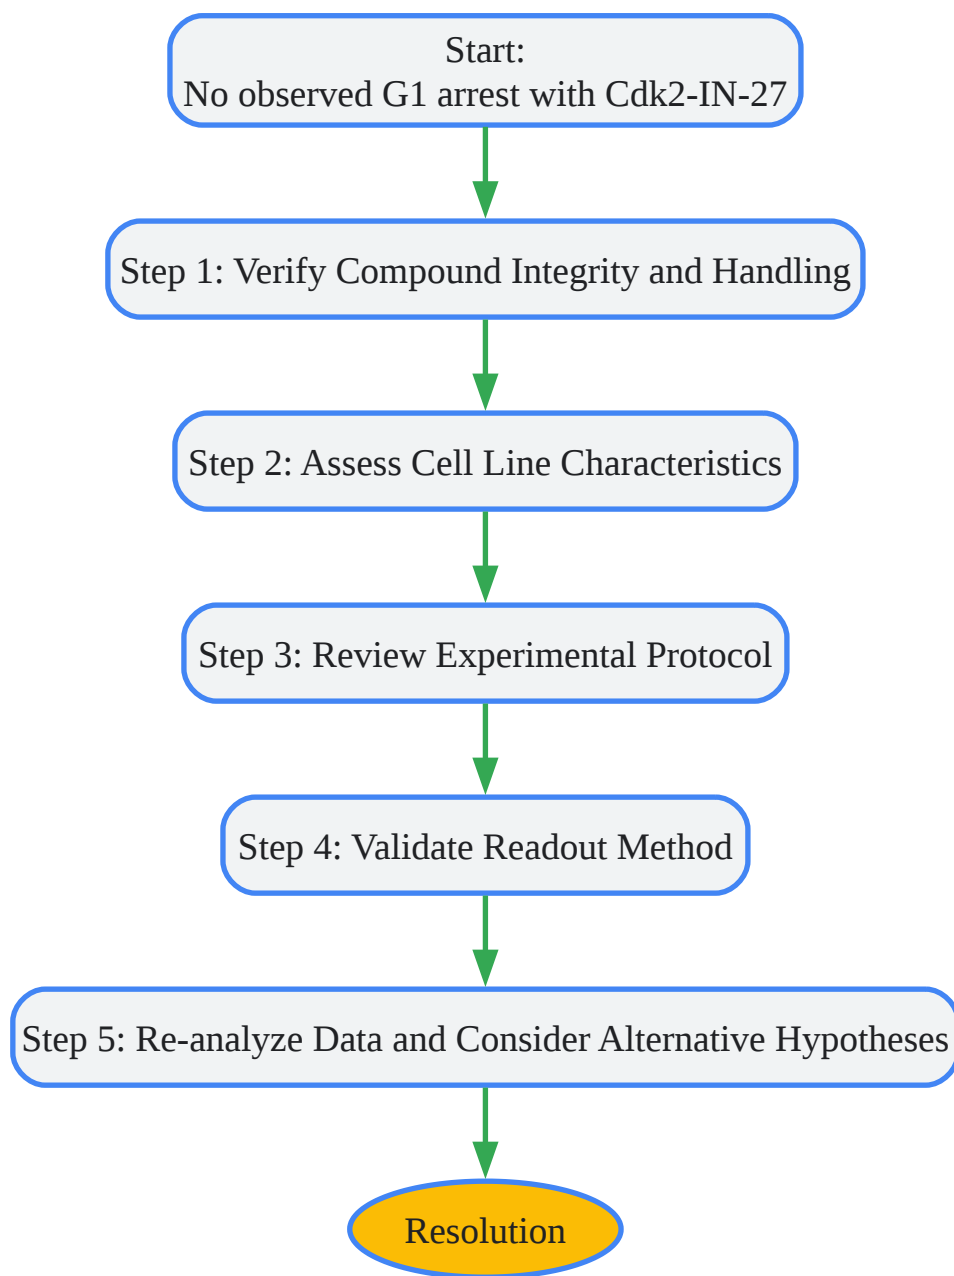 Start:
No observed G1 arrest with Cdk2-IN-27
Step 1: Verify Compound Integrity and Handling
Step 2: Assess Cell Line Characteristics
Step 3: Review Experimental Protocol
Step 4: Validate Readout Method
Step 5: Re-analyze Data and Consider Alternative Hypotheses
Resolution